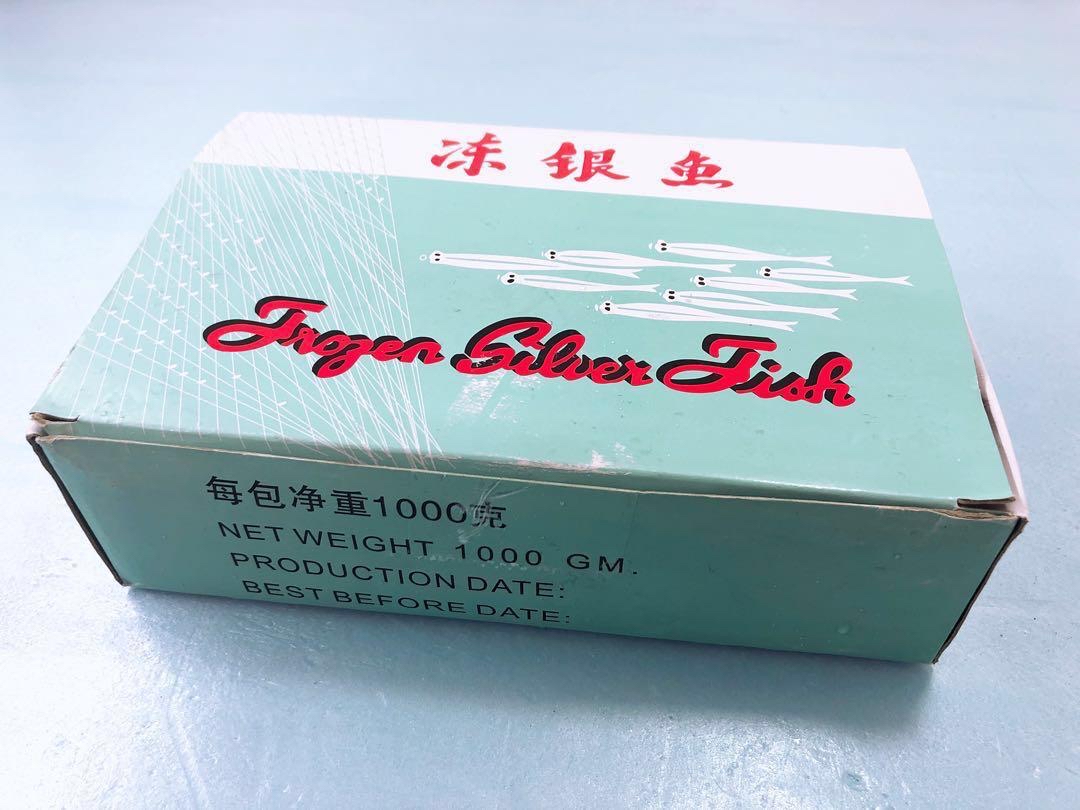 冻银鱼
Frozen Silver Fish
每包净重1000克
NET WEIGHT 1000 GM.
PRODUCTION DATE:
BEST BEFORE DATE: